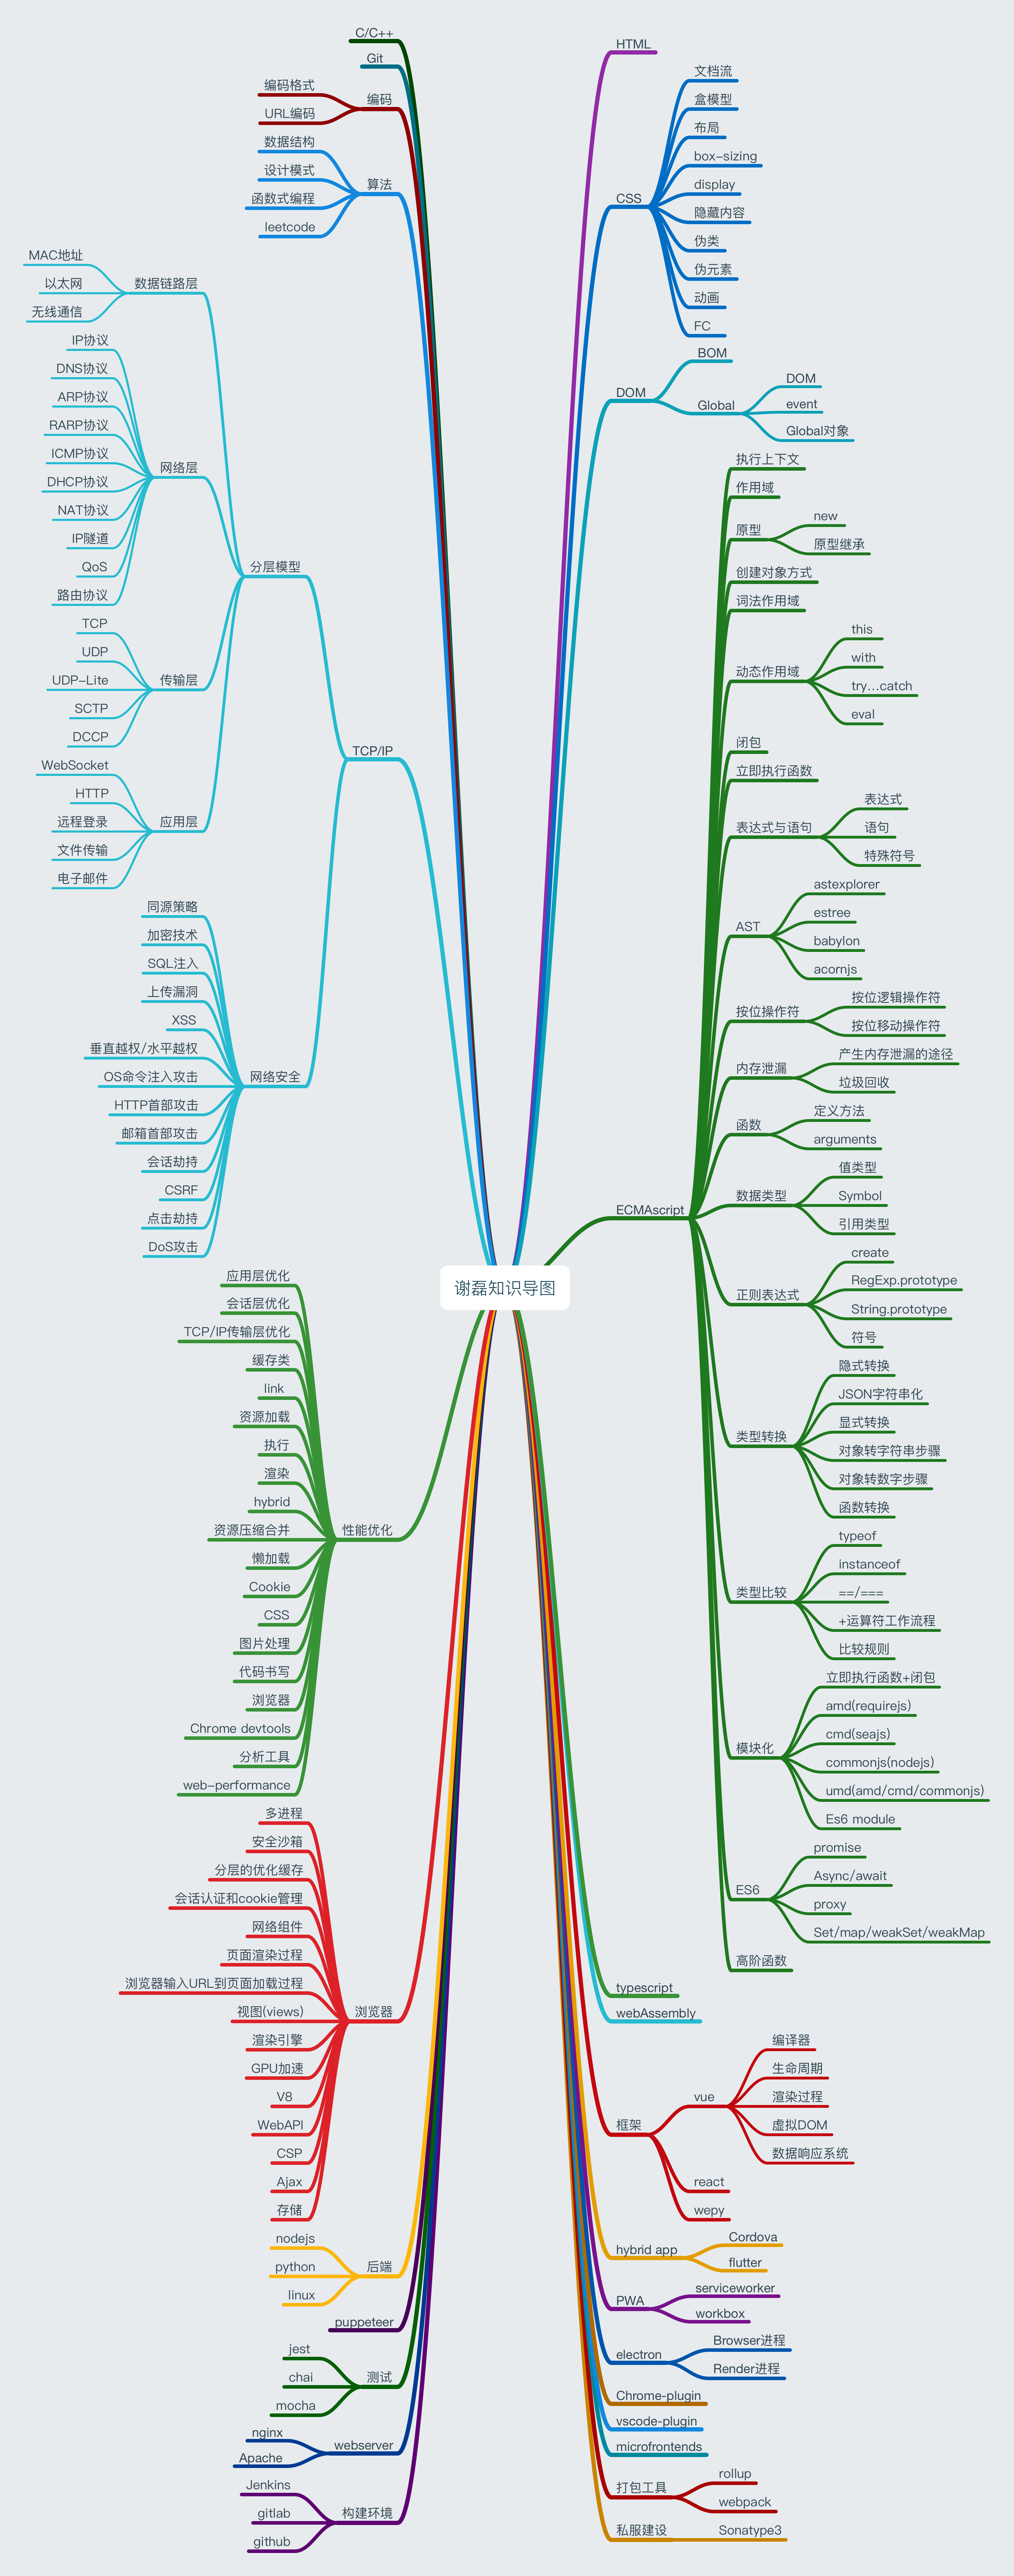 谢磊知识导图
C/C++
Git
编码
编码格式
URL编码
算法
数据结构
设计模式
函数式编程
leetcode
TCP/IP
分层模型
数据链路层
MAC地址
以太网
无线通信
网络层
IP协议
DNS协议
ARP协议
RARP协议
ICMP协议
DHCP协议
NAT协议
IP隧道
QoS
路由协议
传输层
TCP
UDP
UDP-Lite
SCTP
DCCP
应用层
WebSocket
HTTP
远程登录
文件传输
电子邮件
网络安全
同源策略
加密技术
SQL注入
上传漏洞
XSS
垂直越权/水平越权
OS命令注入攻击
HTTP首部攻击
邮箱首部攻击
会话劫持
CSRF
点击劫持
DoS攻击
性能优化
应用层优化
会话层优化
TCP/IP传输层优化
缓存类
link
资源加载
执行
渲染
hybrid
资源压缩合并
懒加载
Cookie
CSS
图片处理
代码书写
浏览器
Chrome devtools
分析工具
web-performance
浏览器
多进程
安全沙箱
分层的优化缓存
会话认证和cookie管理
网络组件
页面渲染过程
浏览器输入URL到页面加载过程
视图(views)
渲染引擎
GPU加速
V8
WebAPI
CSP
Ajax
存储
后端
nodejs
python
linux
puppeteer
测试
jest
chai
mocha
webserver
nginx
Apache
构建环境
Jenkins
gitlab
github
HTML
CSS
文档流
盒模型
布局
box-sizing
display
隐藏内容
伪类
伪元素
动画
FC
DOM
BOM
Global
DOM
event
Global对象
ECMAscript
执行上下文
作用域
原型
new
原型继承
创建对象方式
词法作用域
动态作用域
this
with
try...catch
eval
闭包
立即执行函数
表达式与语句
表达式
语句
特殊符号
AST
astexplorer
estree
babylon
acornjs
按位操作符
按位逻辑操作符
按位移动操作符
内存泄漏
产生内存泄漏的途径
垃圾回收
函数
定义方法
arguments
数据类型
值类型
Symbol
引用类型
正则表达式
create
RegExp.prototype
String.prototype
符号
类型转换
隐式转换
JSON字符串化
显式转换
对象转字符串步骤
对象转数字步骤
函数转换
类型比较
typeof
instanceof
==/===
+运算符工作流程
比较规则
模块化
立即执行函数+闭包
amd(requirejs)
cmd(seajs)
commonjs(nodejs)
umd(amd/cmd/commonjs)
Es6 module
ES6
promise
Async/await
proxy
Set/map/weakSet/weakMap
高阶函数
typescript
webAssembly
框架
vue
编译器
生命周期
渲染过程
虚拟DOM
数据响应系统
react
wepy
hybrid app
Cordova
flutter
PWA
serviceworker
workbox
electron
Browser进程
Render进程
Chrome-plugin
vscode-plugin
microfrontends
打包工具
rollup
webpack
私服建设
Sonatype3